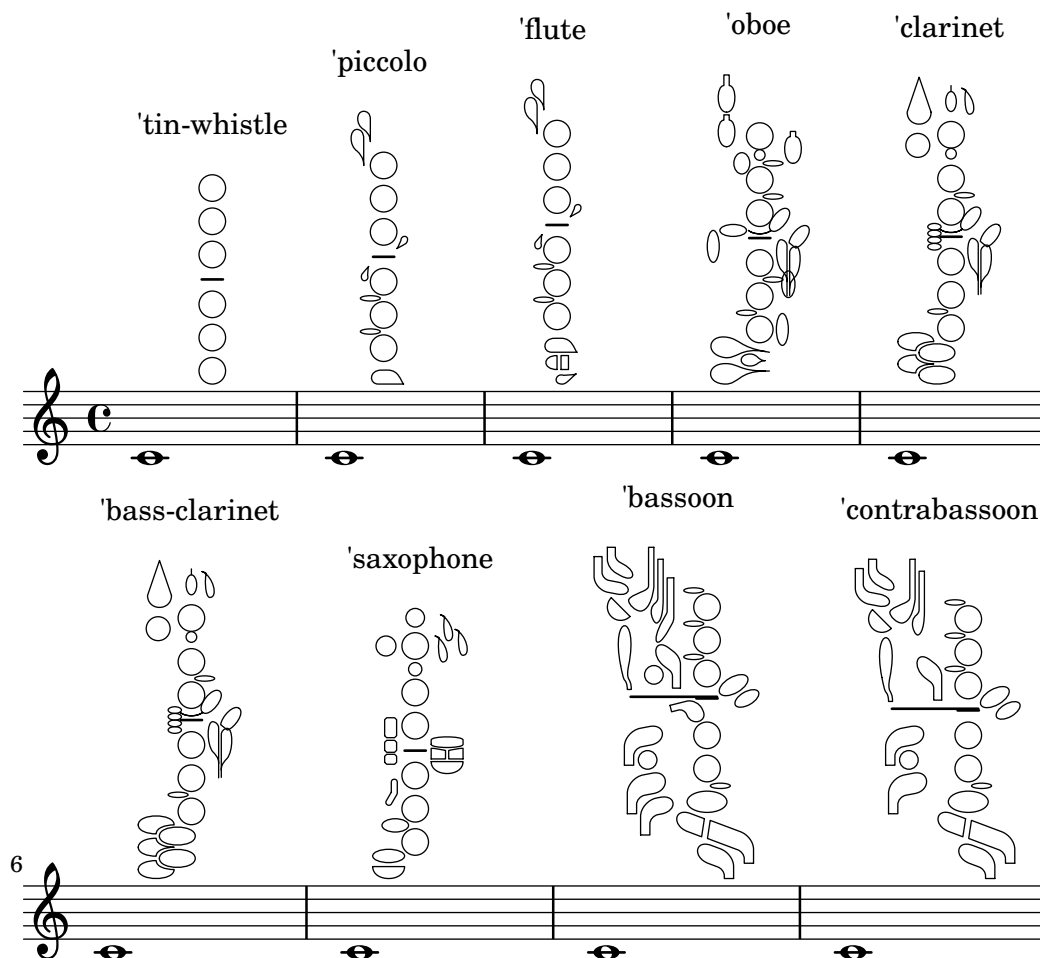 'tin-whistle
'piccolo
'flute
'oboe
'clarinet
'bass-clarinet
'saxophone
'bassoon
'contrabassoon
6